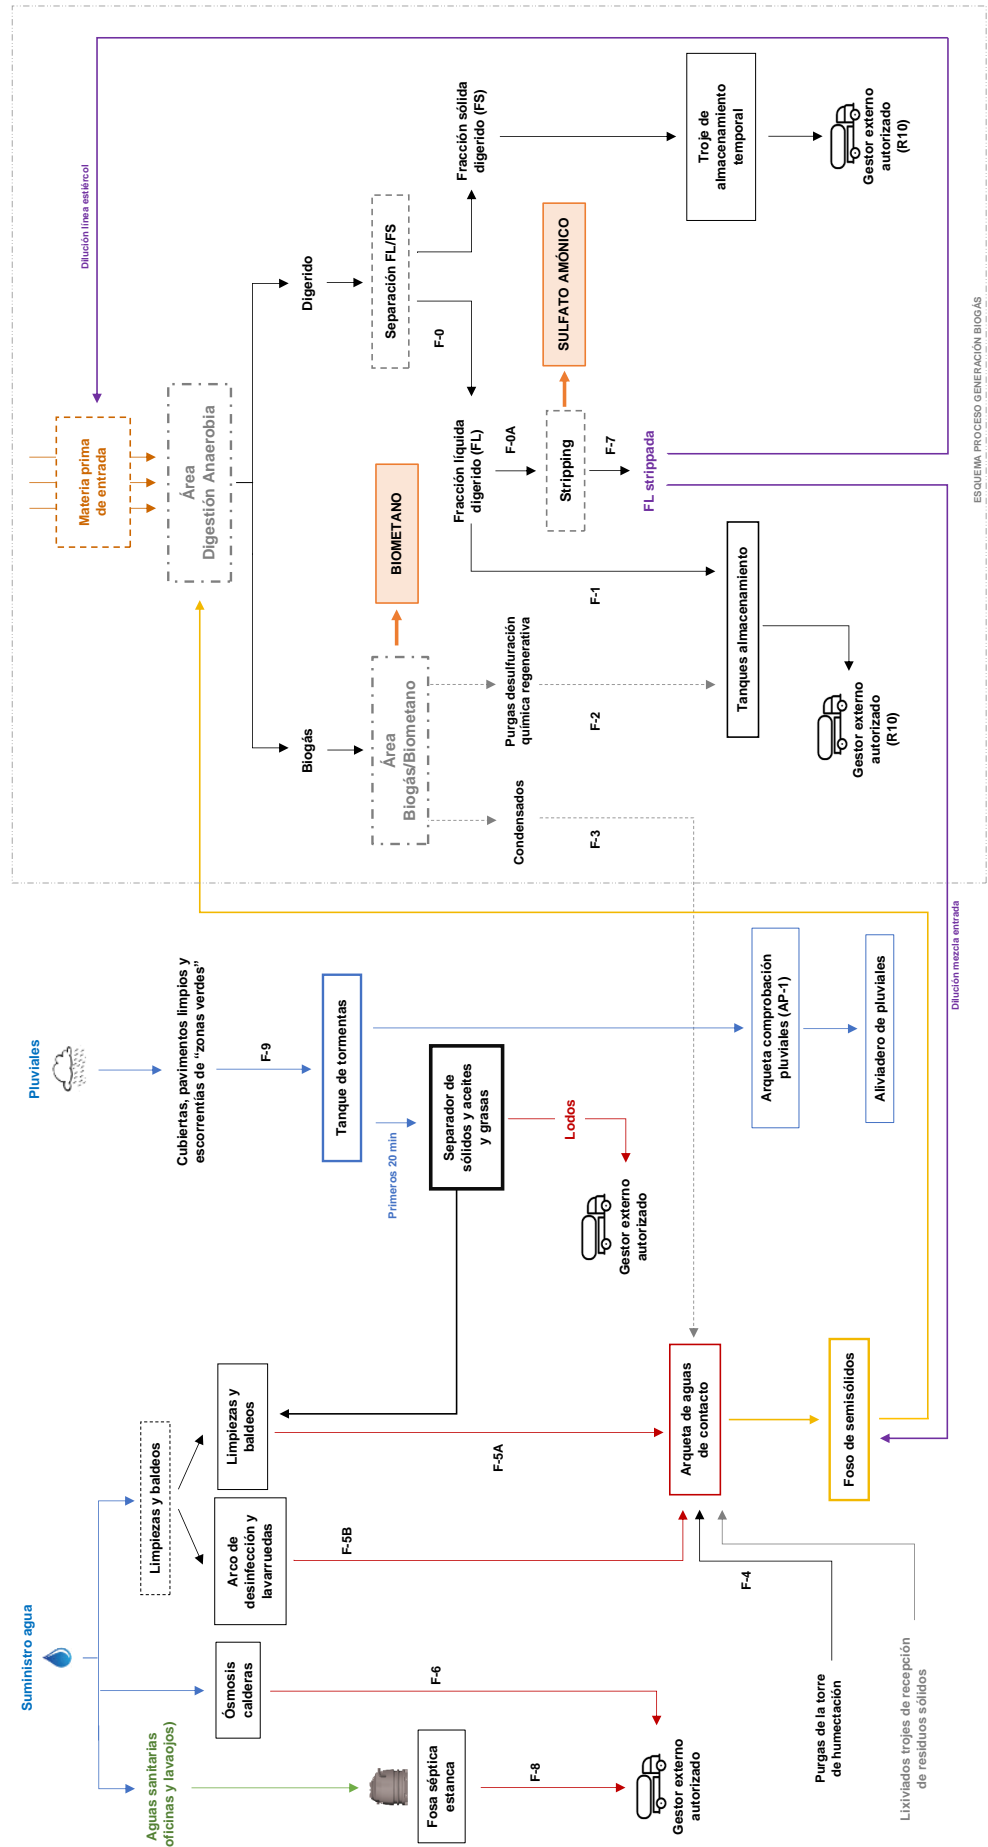 Suministro agua
Aguas sanitarias
oficinas y lavaojos)
Fosa séptica
estanca
F-8
Ósmosis
calderas
F-6
Gestor externo
autorizado
Limpiezas y baldeos
Arco de
desinfección y
lavarruedas
F-5B
Limpiezas y
baldeos
F-5A
Purgas de la torre
de humectación
F-4
Lixiviados trojes de recepción
de residuos sólidos
Arqueta de aguas
de contacto
Foso de semisólidos
Pluviales
Cubiertas, pavimentos limpios y
escorrentías de “zonas verdes”
F-9
Tanque de tormentas
Primeros 20 min
Separador de
sólidos y aceites
y grasas
Lodos
Gestor externo
autorizado
Arqueta comprobación
pluviales (AP-1)
Aliviadero de pluviales
Dilución mezcla entrada
Dilución línea estiércol
Materia prima
de entrada
Área
Digestión Anaerobia
Biogás
Digerido
Área
Biogás/Biometano
BIOMETANO
Condensados
F-3
Purgas desulfuración
química regenerativa
F-2
Separación FL/FS
F-0
Fracción líquida
digerido (FL)
F-0A
F-1
Stripping
SULFATO AMÓNICO
F-7
FL strippada
Tanques almacenamiento
Gestor externo
autorizado
(R10)
Fracción sólida
digerido (FS)
Troje de
almacenamiento
temporal
Gestor externo
autorizado
(R10)
ESQUEMA PROCESO GENERACIÓN BIOGÁS